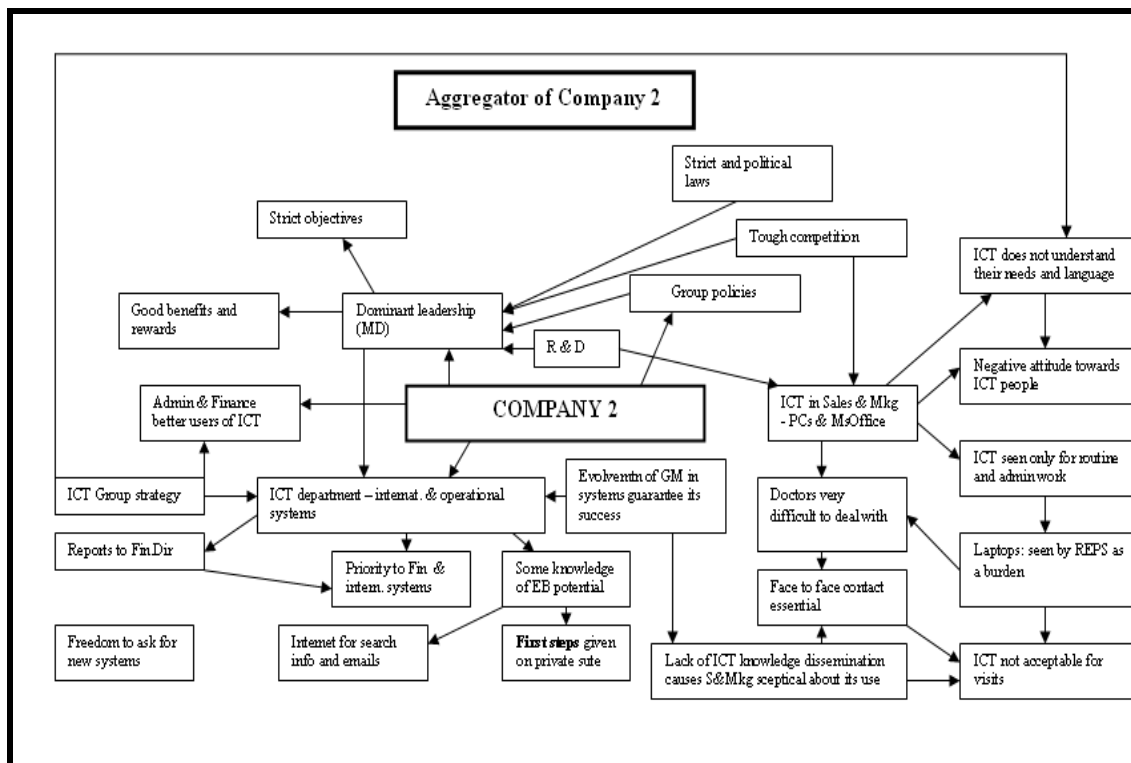 Aggregator of Company 2
Strict and political
laws
Strict objectives
Tough competition
ICT does not understand
their needs and language
Good benefits and
rewards
Dominant leadership
(MD)
Group policies
R & D
Negative attitude towards
ICT people
Admin & Finance
better users of ICT
COMPANY 2
ICT in Sales & Mkg
- PCs & MsOffice
ICT seen only for routine
and admin work
ICT Group strategy
ICT department – internat. & operational
systems
Evolvemtn of GM in
systems guarantee its
success
Doctors very
difficult to deal with
Reports to Fin.Dir
Priority to Fin &
intern. systems
Some knowledge
of EB potential
Face to face contact
essential
Laptops: seen by REPS as
a burden
Freedom to ask for
new systems
Internet for search
info and emails
First steps given
on private sute
Lack of ICT knowledge dissemination
causes S&Mkg sceptical about its use
ICT not acceptable for
visits